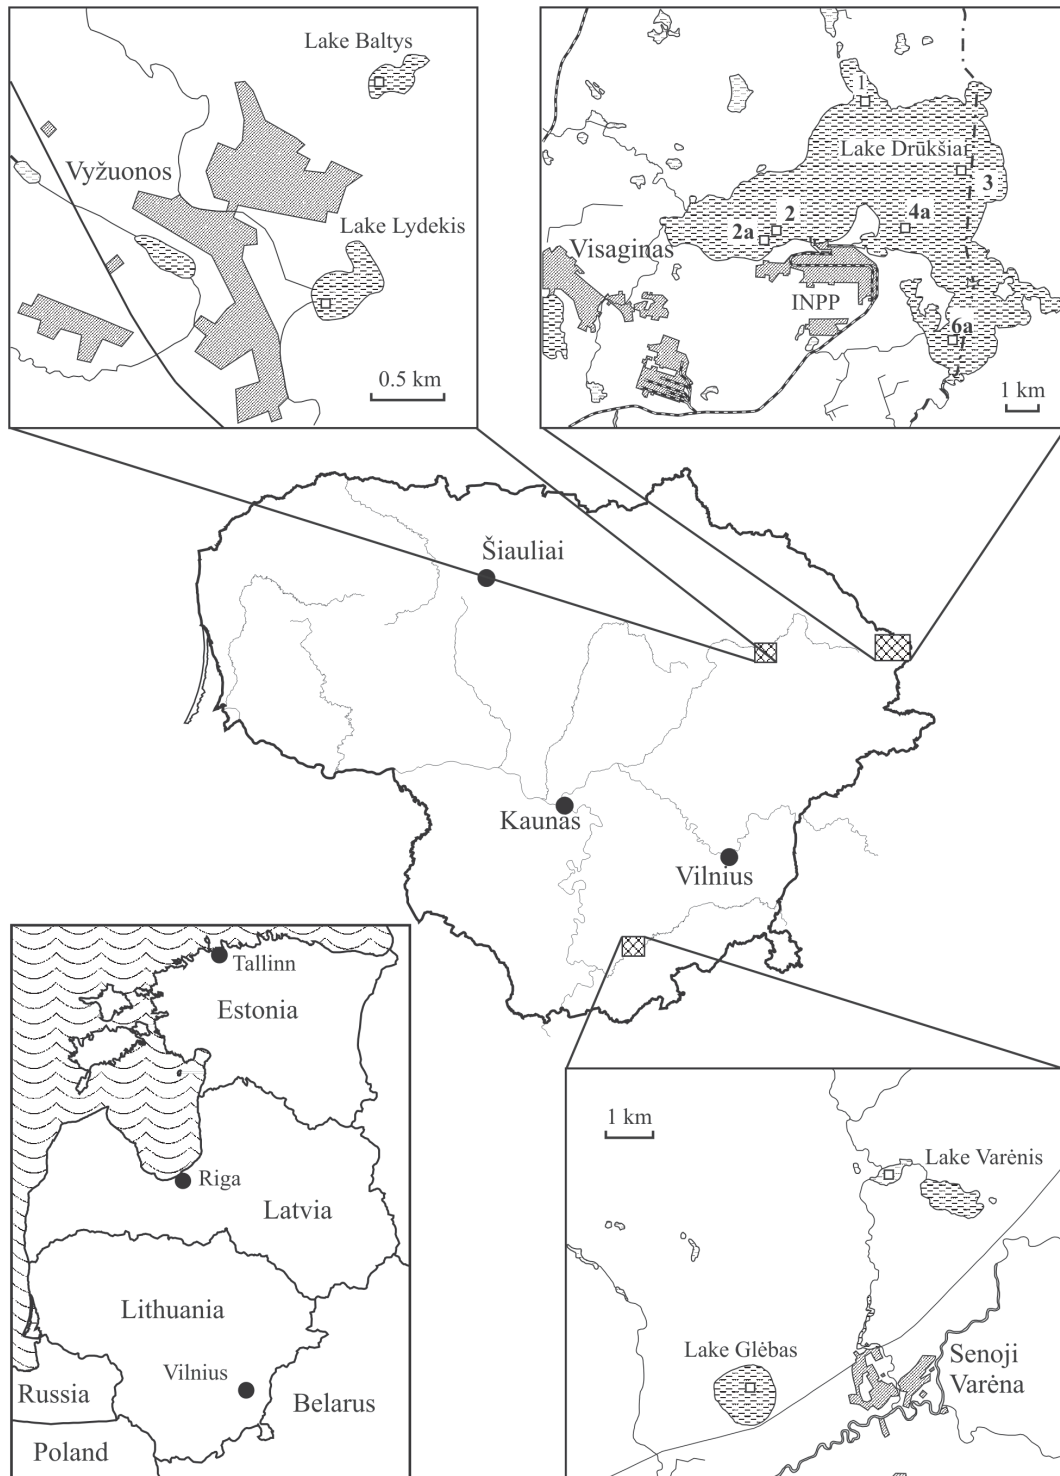 Lake Baltys
Vyžuonos
Lake Lydekis
0.5 km
1
Lake Drūkšiai
3
2
4a
2a
Visaginas
INPP
6a
1 km
Šiauliai
Kaunas
Vilnius
Tallinn
Estonia
Riga
Latvia
Lithuania
Vilnius
Russia
Belarus
Poland
1 km
Lake Varėnis
Lake Glėbas
Senoji
Varėna